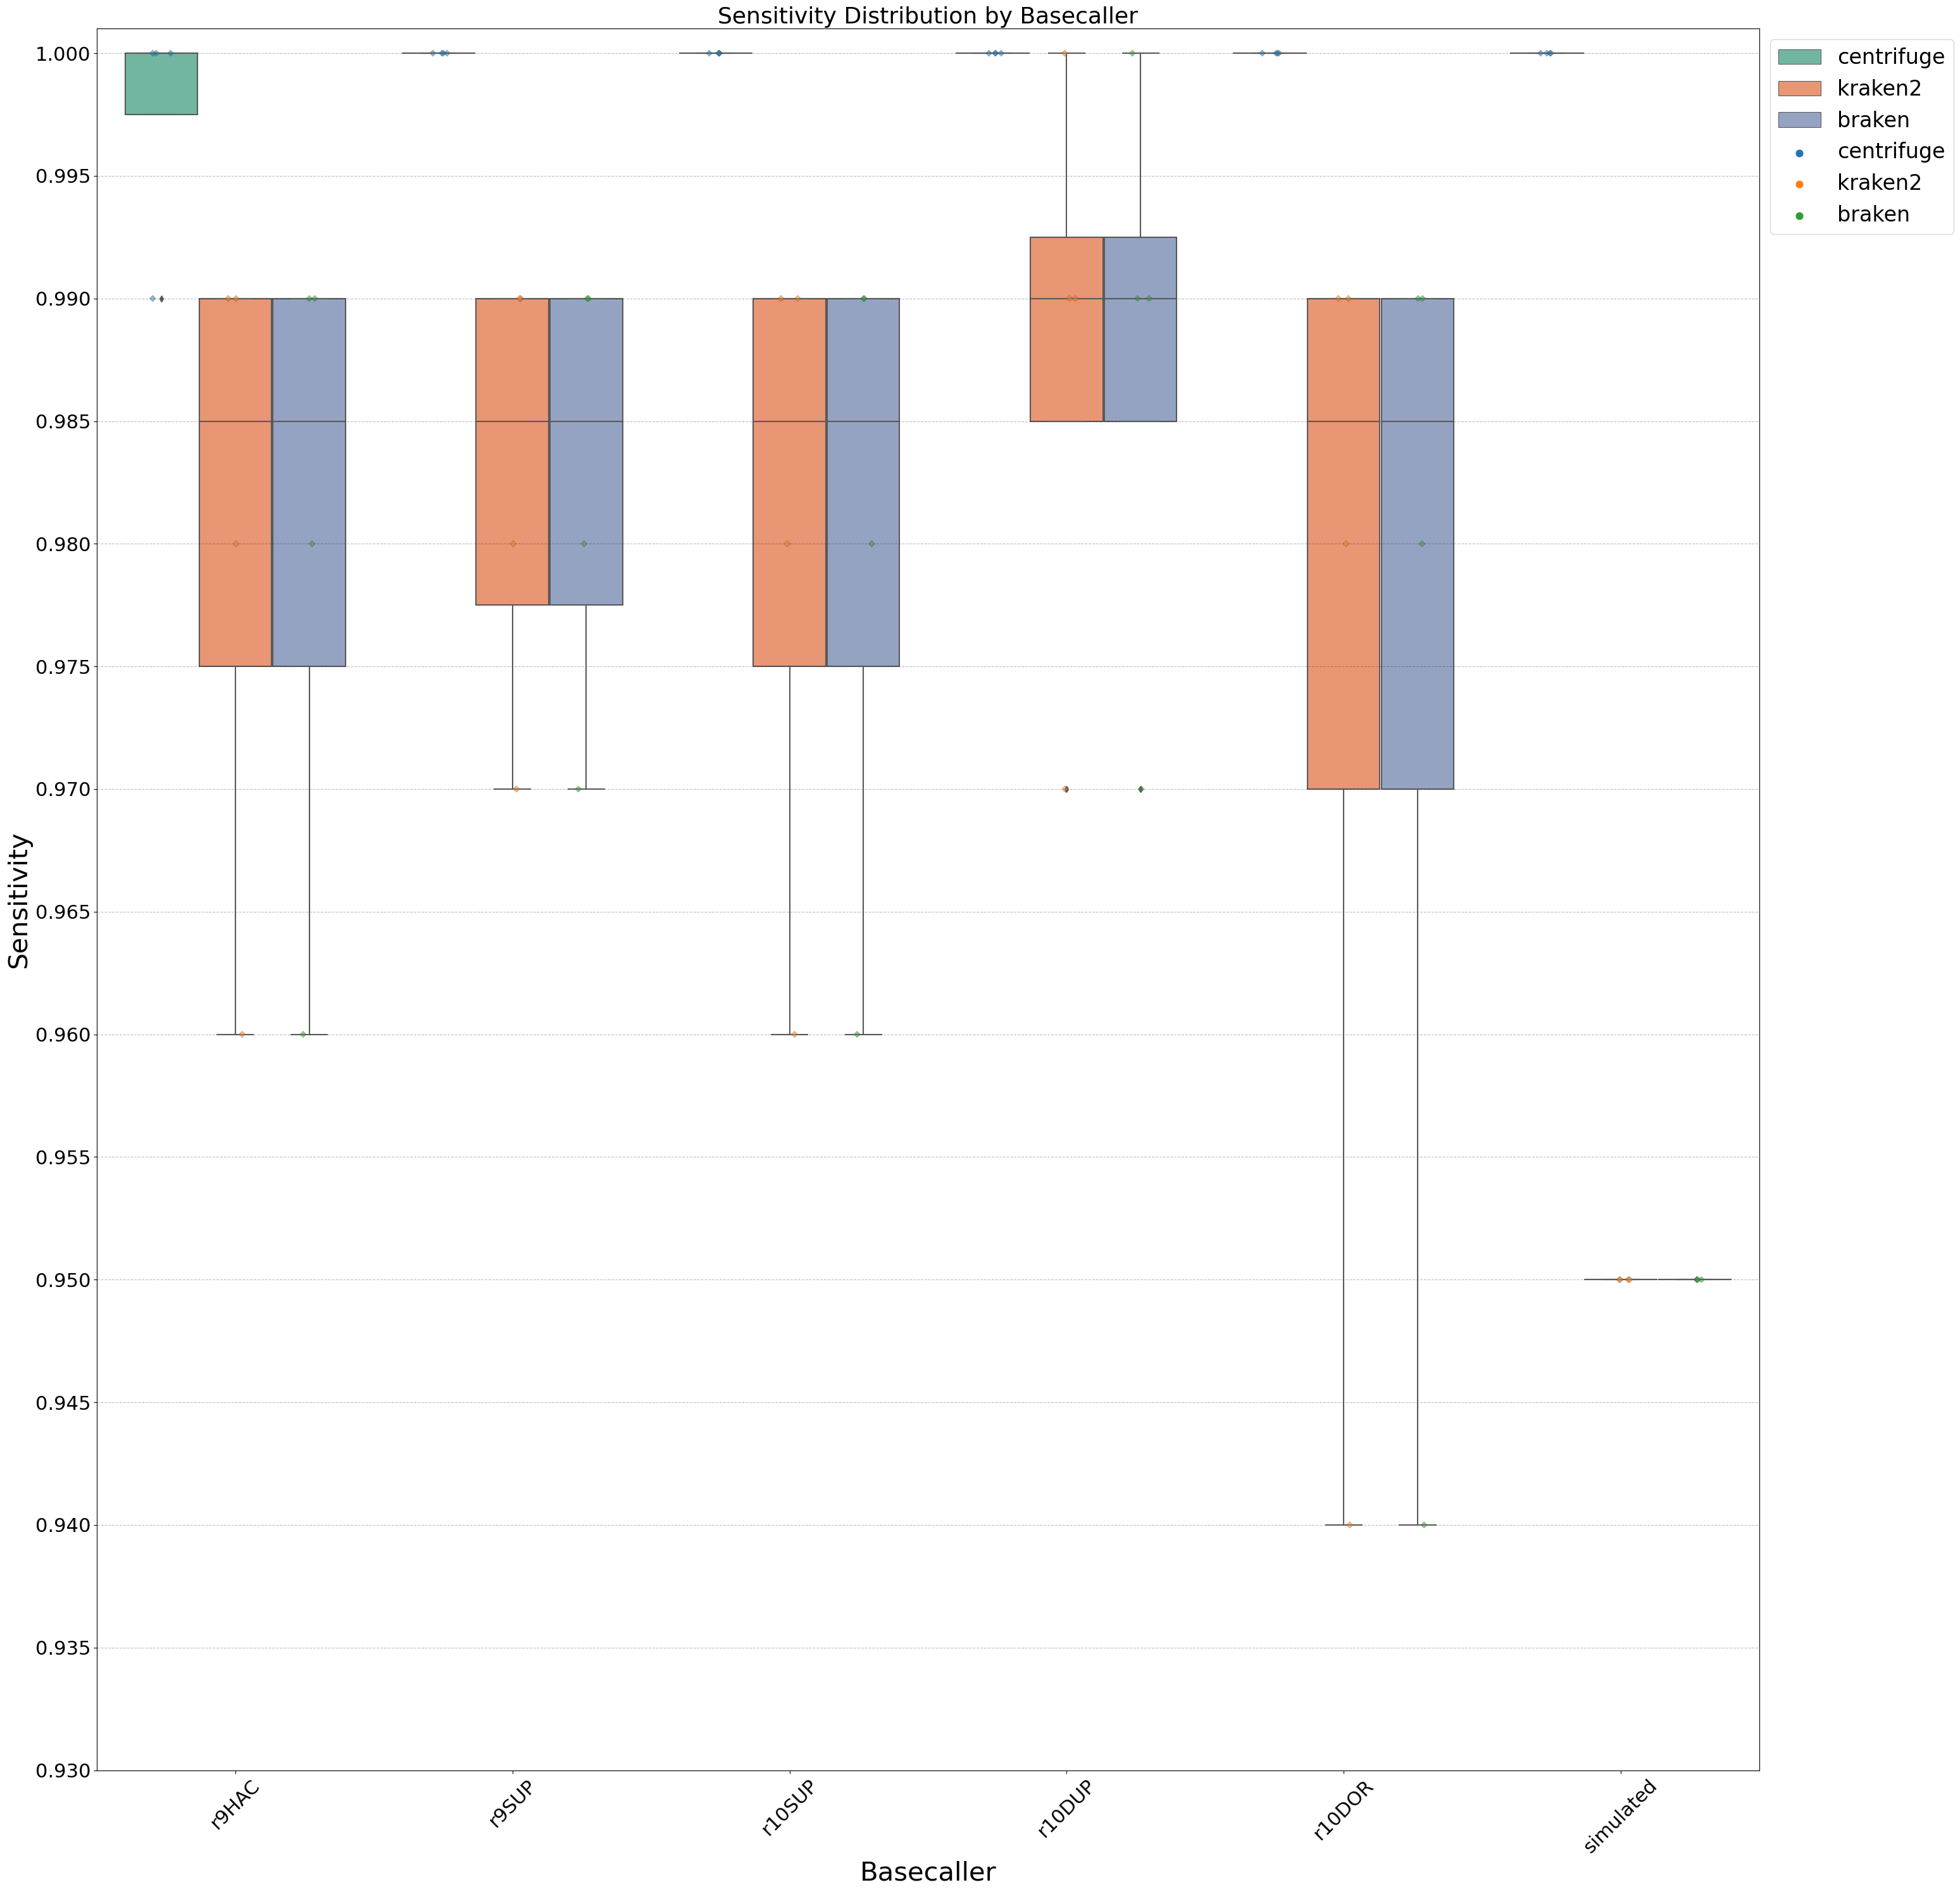 Sensitivity Distribution by Basecaller
1.000
0.995
0.990
0.985
0.980
0.975
0.970
0.965
0.960
0.955
0.950
0.945
0.940
0.935
0.930
Sensitivity
r9HAC
r9SUP
r10SUP
r10DUP
r10DOR
simulated
Basecaller
centrifuge
kraken2
braken
centrifuge
kraken2
braken